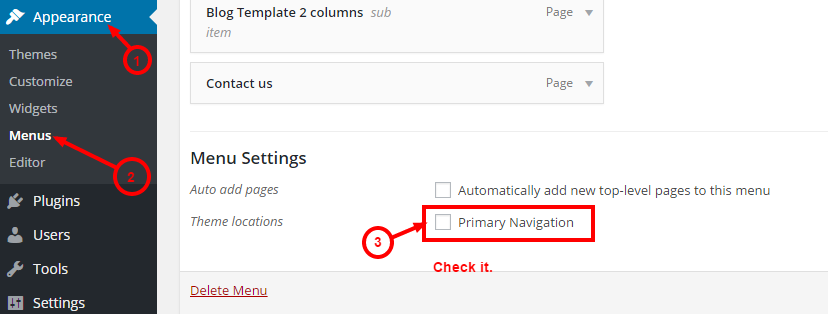 Appearance
1
Themes
Customize
Widgets
Menus
2
Editor
Plugins
Users
Tools
Settings
Blog Template 2 columns sub Page
item
Contact us Page
Menu Settings
Auto add pages Automatically add new top-level pages to this menu
Theme locations Primary Navigation
3
Check it.
Delete Menu